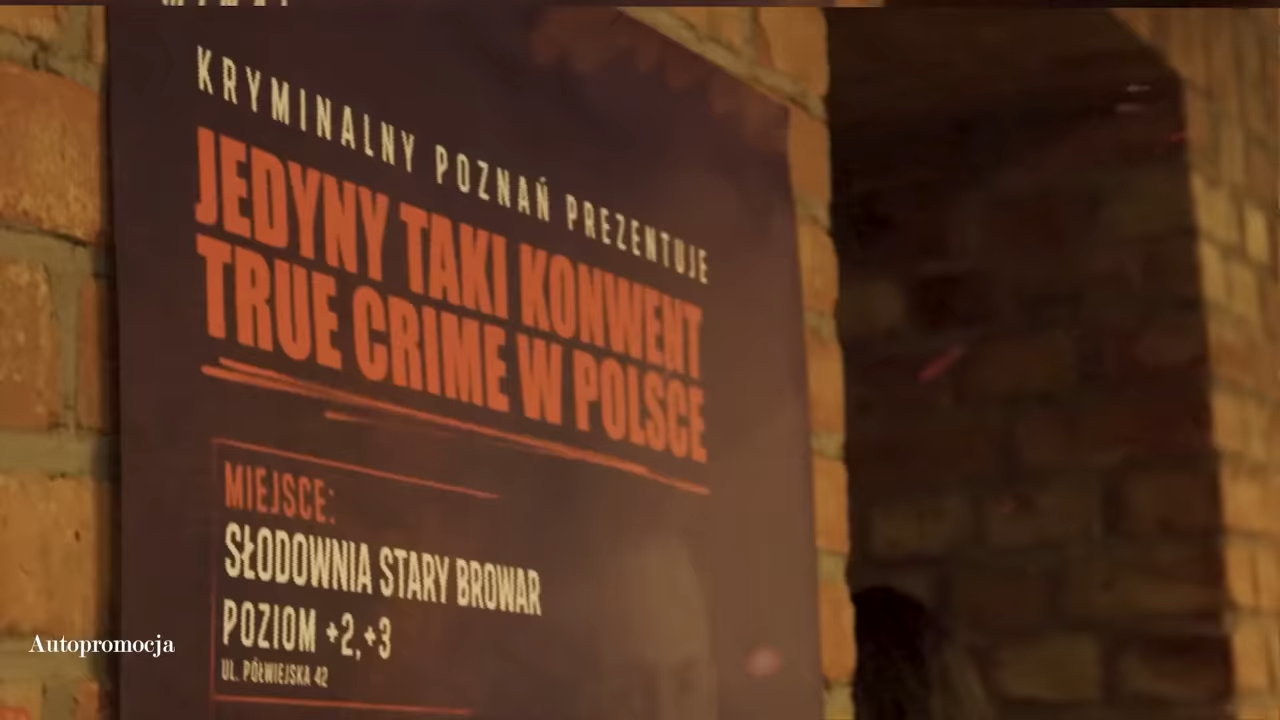 KRYMINALNY POZNAŃ PREZENTUJE
JEDYNY TAKI KONWENT
TRUE CRIME W POLSCE
MIEJSCE:
SŁODOWNIA STARY BROWAR
POZIOM +2,+3
UL. PÓŁWIEJSKA 42
Autopromocja